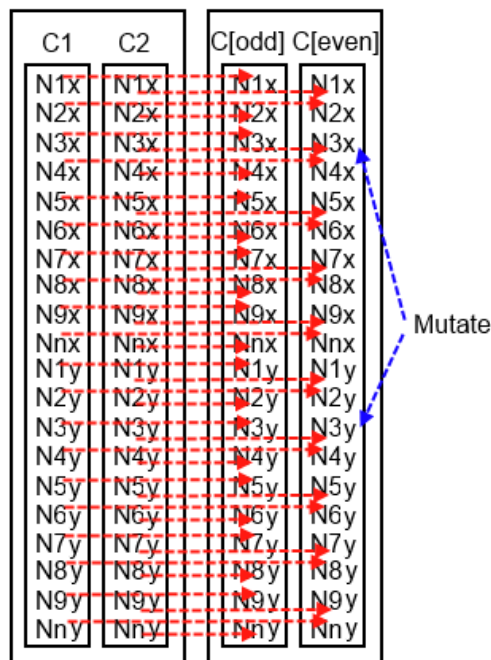 C1 C2 C[odd] C[even]
N1x N1x N1x N1x
N2x N2x N2x N2x
N3x N3x N3x N3x
N4x N4x N4x N4x
N5x N5x N5x N5x
N6x N6x N6x N6x
N7x N7x N7x N7x
N8x N8x N8x N8x
N9x N9x N9x N9x
Mutate
Nnx Nnx Nnx Nnx
N1y N1y N1y N1y
N2y N2y N2y N2y
N3y N3y N3y N3y
N4y N4y N4y N4y
N5y N5y N5y N5y
N6y N6y N6y N6y
N7y N7y N7y N7y
N8y N8y N8y N8y
N9y N9y N9y N9y
Nny Nny Nny Nny